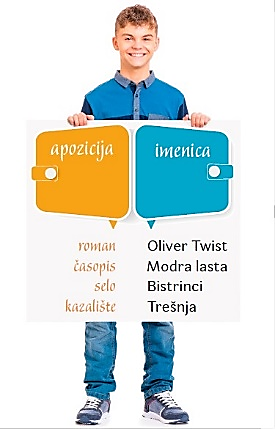 apozicija imenica
roman Oliver Twist
časopis Modra lasta
selo Bistrinci
kazalište Trešnja